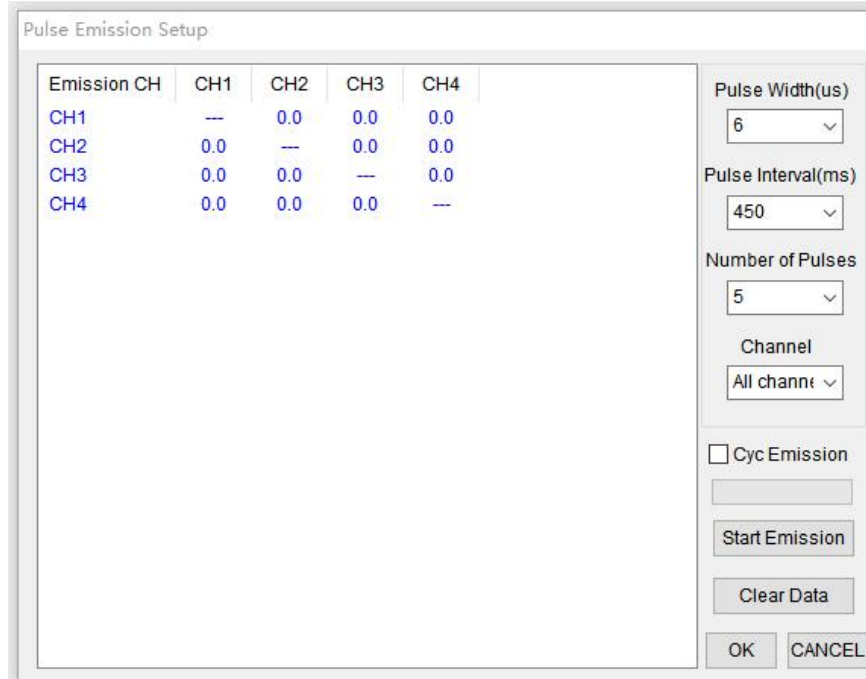 Pulse Emission Setup
Emission CH CH1 CH2 CH3 CH4
CH1 --- 0.0 0.0 0.0
CH2 0.0 --- 0.0 0.0
CH3 0.0 0.0 --- 0.0
CH4 0.0 0.0 0.0 ---
Pulse Width(us)
6
Pulse Interval(ms)
450
Number of Pulses
5
Channel
All channe
Cyc Emission
Start Emission
Clear Data
OK CANCEL